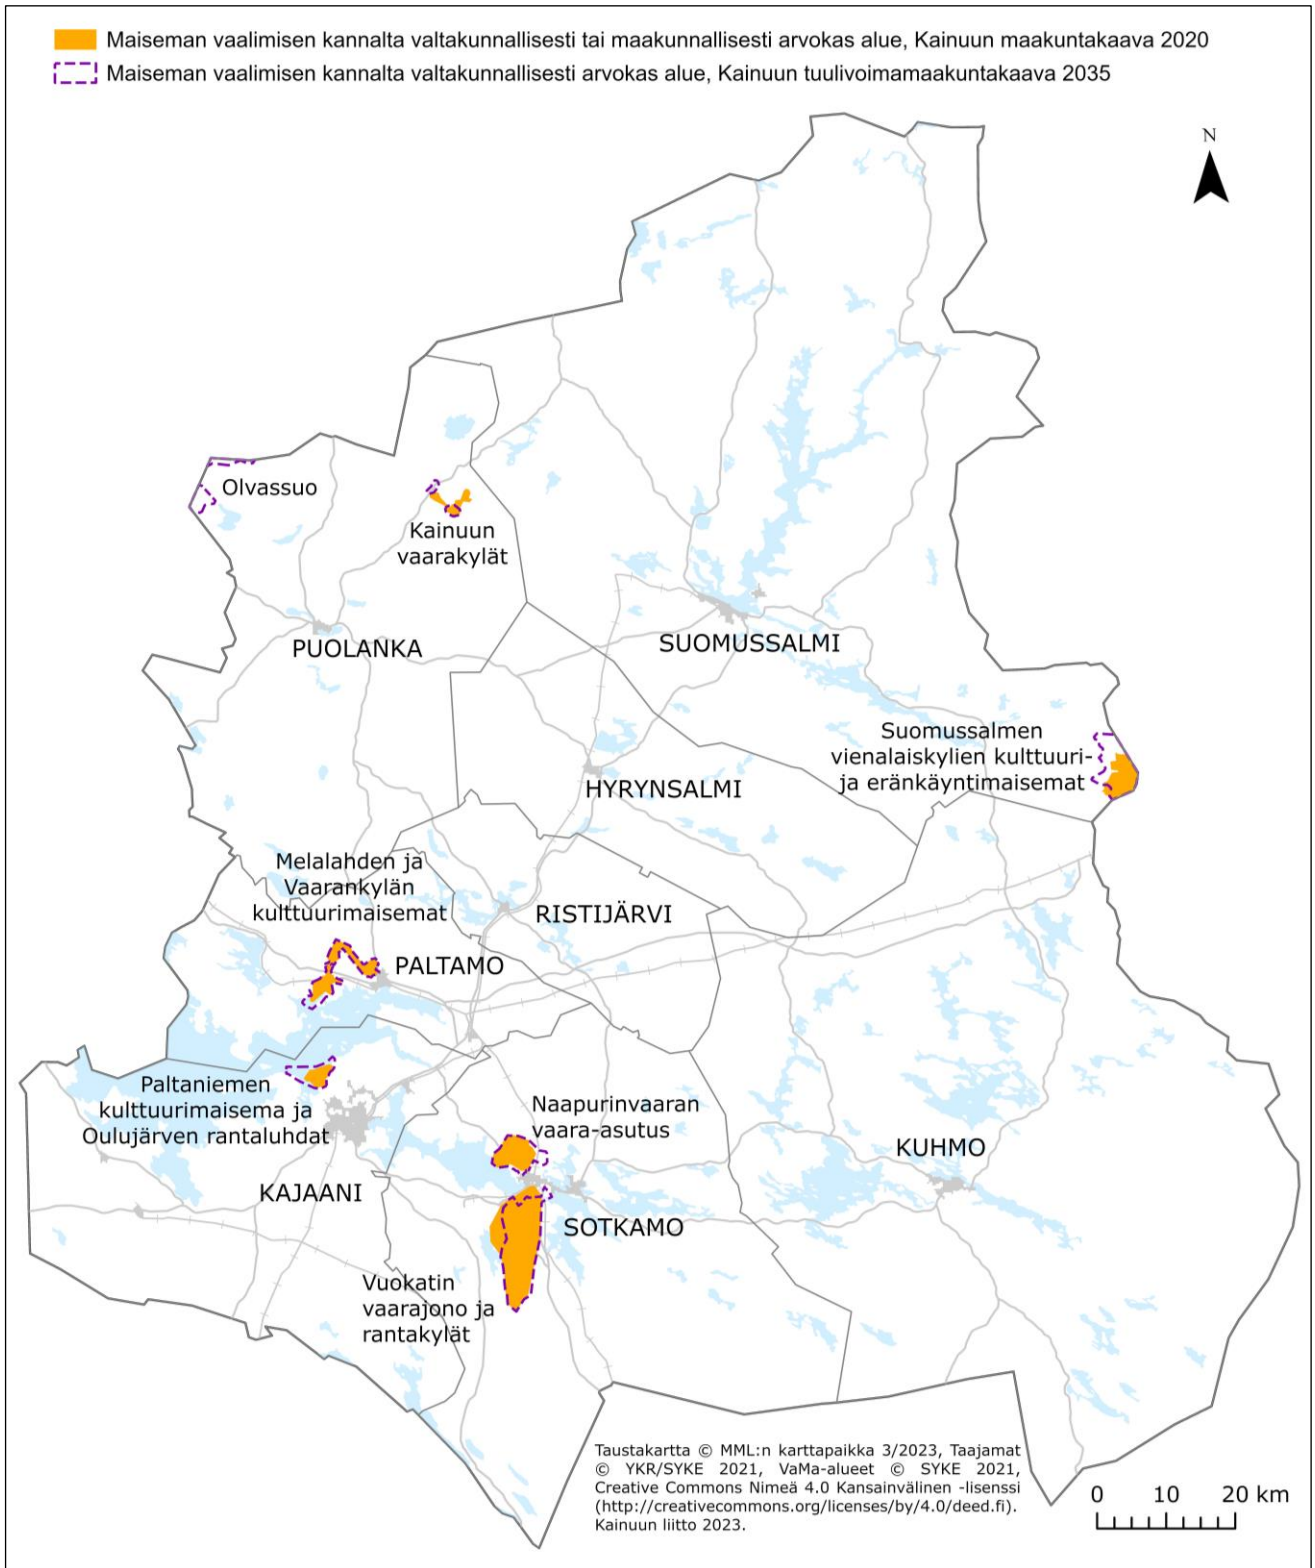 Maiseman vaalimisen kannalta valtakunnallisesti tai maakunnallisesti arvokas alue, Kainuun maakuntakaava 2020
Maiseman vaalimisen kannalta valtakunnallisesti arvokas alue, Kainuun tuulivoimamaakuntakaava 2035
N
Olvassuo
Kainuun
vaarakylät
PUOLANKA
SUOMUSSALMI
Suomussalmen
vienalaiskylien kulttuuri-
ja eränkäyntimaisemat
HYRYNSALMI
Melalahden ja
Vaarankylän
kulttuurimaisemat
RISTIJÄRVI
PALTAMO
Paltaniemen
kulttuurimaisema ja
Oulujärven rantaluhdat
Naapurinvaaran
vaara-asutus
KUHMO
KAJAANI
SOTKAMO
Vuokatin
vaarajono ja
rantakylät
Taustakartta © MML:n karttapaikka 3/2023, Taajamat
© YKR/SYKE 2021, VaMa-alueet © SYKE 2021,
Creative Commons Nimeä 4.0 Kansainvälinen -lisenssi
(http://creativecommons.org/licenses/by/4.0/deed.fi).
Kainuun liitto 2023.
0 10 20 km